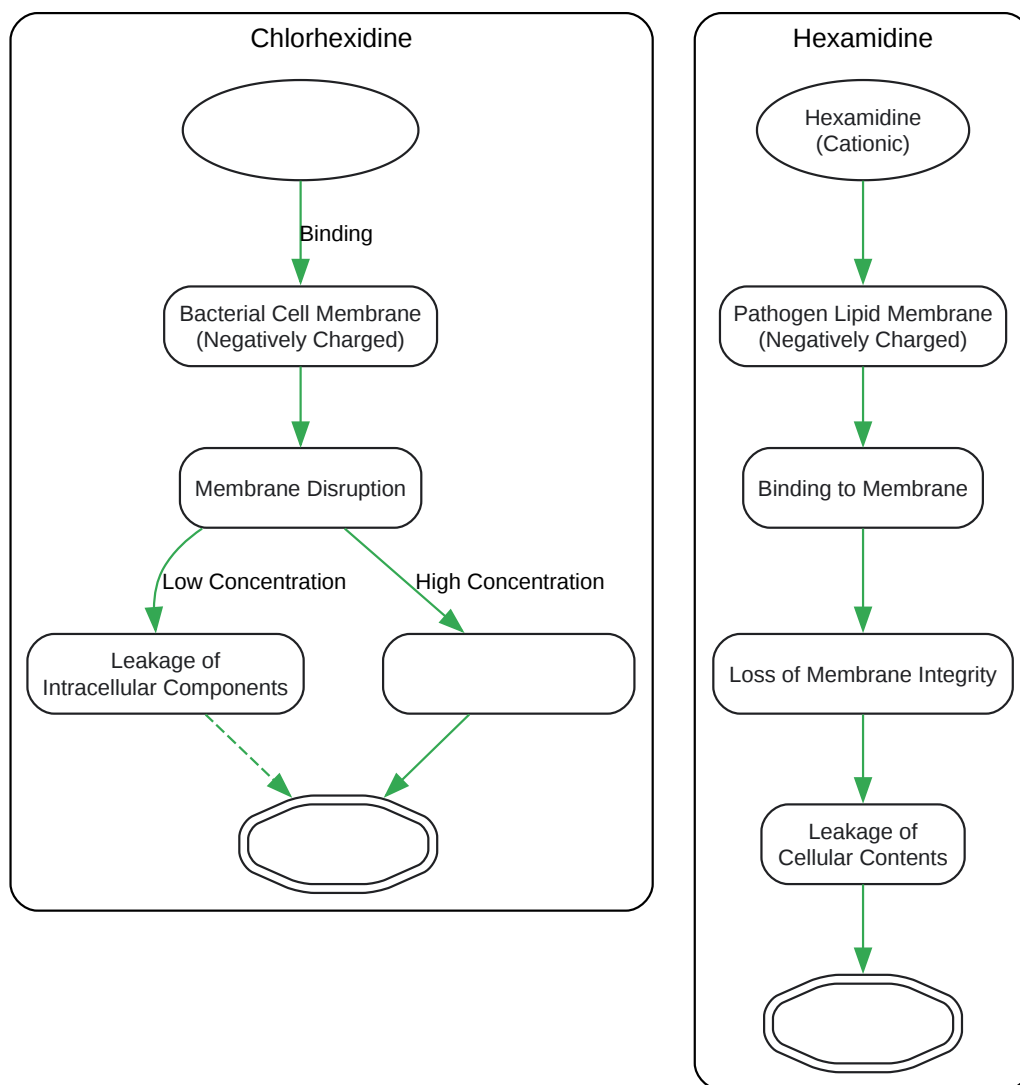 Chlorhexidine
Binding
Bacterial Cell Membrane
(Negatively Charged)
Membrane Disruption
Low Concentration
High Concentration
Leakage of
Intracellular Components
Hexamidine
Hexamidine
(Cationic)
Pathogen Lipid Membrane
(Negatively Charged)
Binding to Membrane
Loss of Membrane Integrity
Leakage of
Cellular Contents